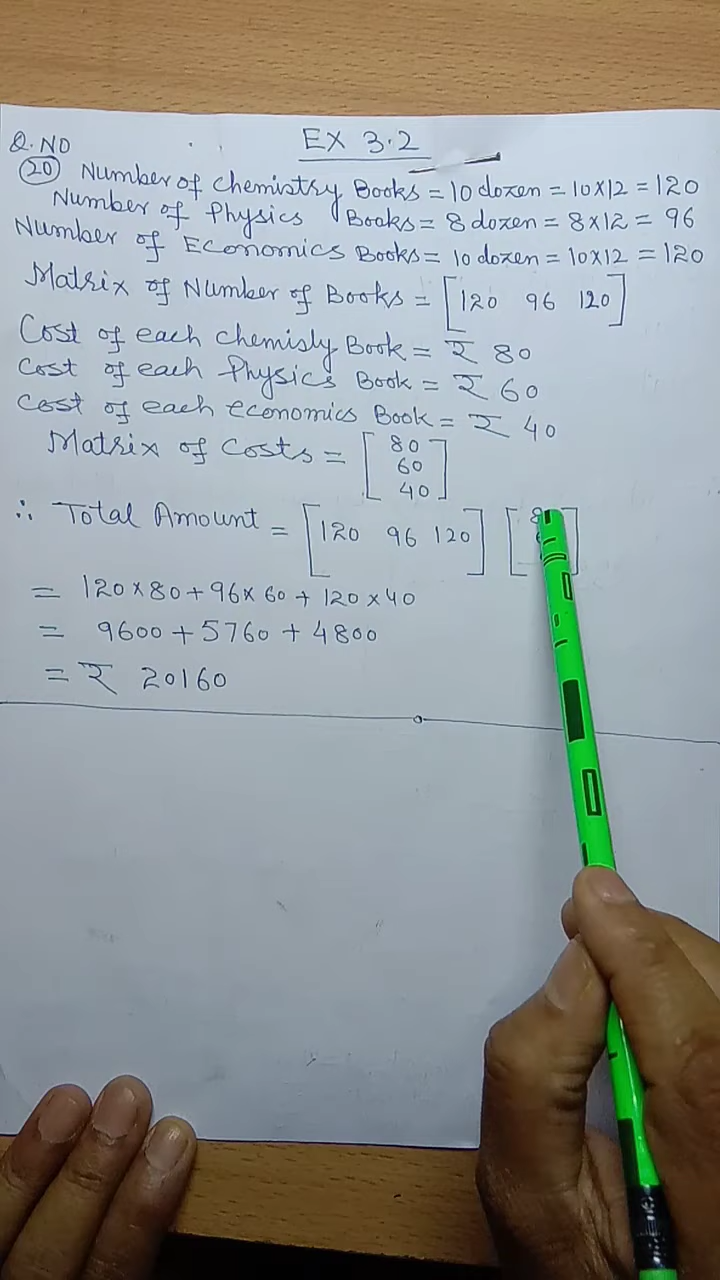 EX 3.2
Q.NO
20 Number of Chemistry Books = 10 dozen = 10×12 = 120
Number of Physics Books = 8 dozen = 8×12 = 96
Number of Economics Books = 10 dozen = 10×12 = 120
Matrix of Number of Books = [120 96 120]
Cost of each chemistry Book = ₹ 80
Cost of each Physics Book = ₹ 60
Cost of each economics Book = ₹ 40
Matrix of Costs = [80
60
40]
∴ Total Amount = [120 96 120] [8
= 120×80+96×60+120×40
= 9600+5760+4800
= ₹ 20160